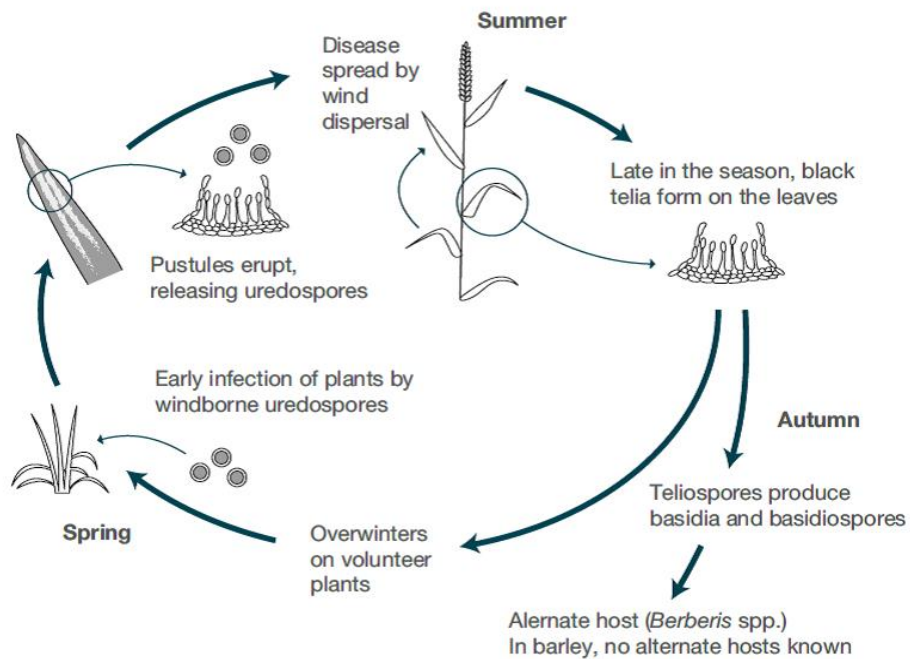 Summer
Disease
spread by
wind
dispersal
Late in the season, black
telia form on the leaves
Pustules erupt,
releasing uredospores
Early infection of plants by
windborne uredospores
Autumn
Teliospores produce
basidia and basidiospores
Spring
Overwinters
on volunteer
plants
Alernate host (Berberis spp.)
In barley, no alternate hosts known